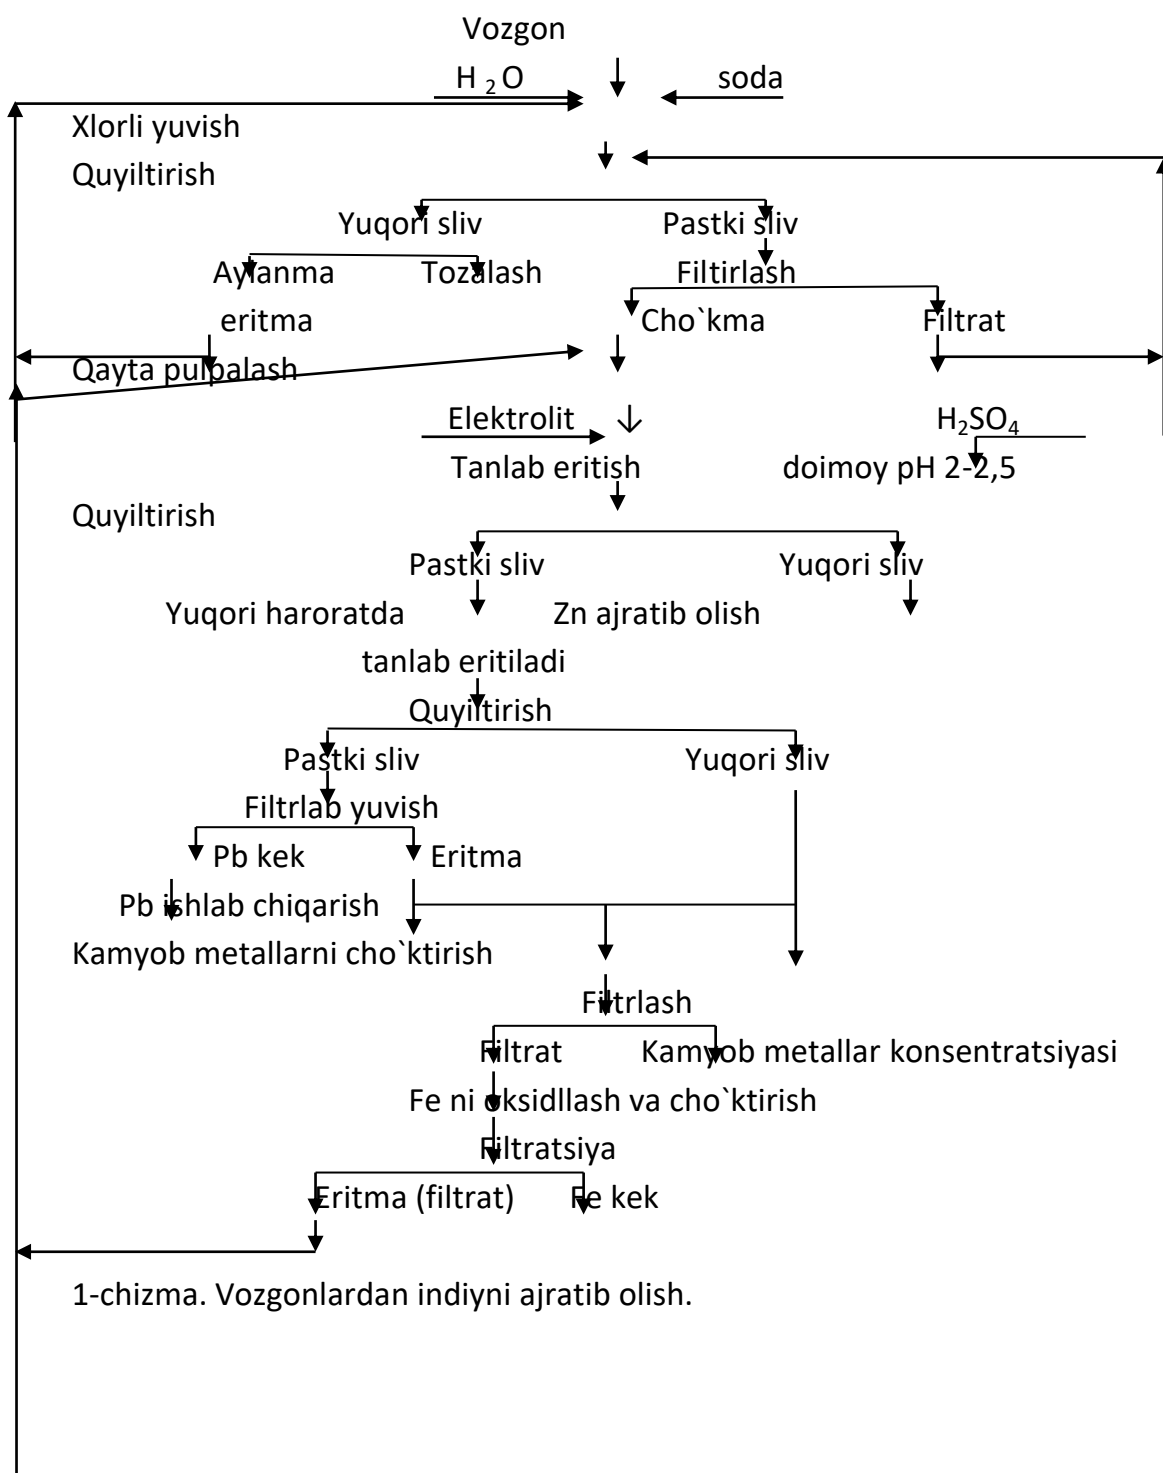 Vozgon
H 2 O soda
Xlorli yuvish
Quyiltirish
Yuqori sliv Pastki sliv
Aylanma Tozalash Filtirlash
eritma Cho`kma Filtrat
Qayta pulpalash
Elektrolit ↓ H₂SO₄
Tanlab eritish doimoy pH 2-2,5
Quyiltirish
Pastki sliv Yuqori sliv
Yuqori haroratda Zn ajratib olish
tanlab eritiladi
Quyiltirish
Pastki sliv Yuqori sliv
Filtrlab yuvish
Pb kek Eritma
Pb ishlab chiqarish
Kamyob metallarni cho`ktirish
Filtrlash
Filtrat Kamyob metallar konsentratsiyasi
Fe ni oksidllash va cho`ktirish
Filtratsiya
Eritma (filtrat) Fe kek
1-chizma. Vozgonlardan indiyni ajratib olish.